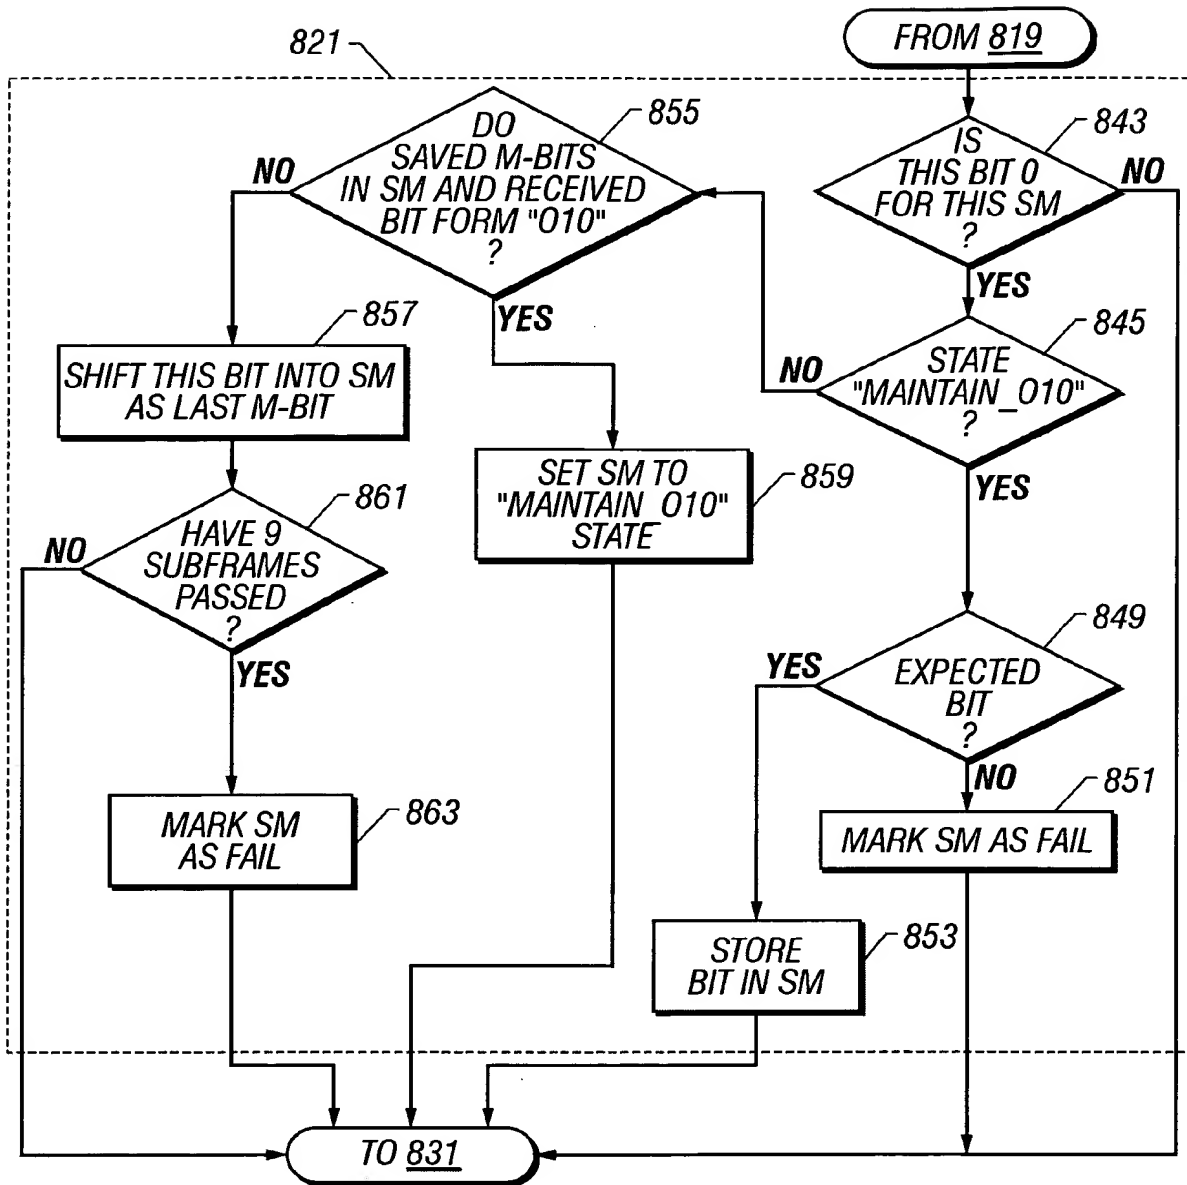 FROM 819
821
DO
SAVED M-BITS
IN SM AND RECEIVED
BIT FORM "010"
?
855
NO
YES
IS
THIS BIT 0
FOR THIS SM
?
843
NO
YES
857
SHIFT THIS BIT INTO SM
AS LAST M-BIT
STATE
"MAINTAIN_010"
?
845
NO
YES
SET SM TO
"MAINTAIN_010"
STATE
859
861
HAVE 9
SUBFRAMES
PASSED
?
NO
YES
EXPECTED
BIT
?
849
YES
NO
MARK SM
AS FAIL
863
851
MARK SM AS FAIL
STORE
BIT IN SM
853
TO 831